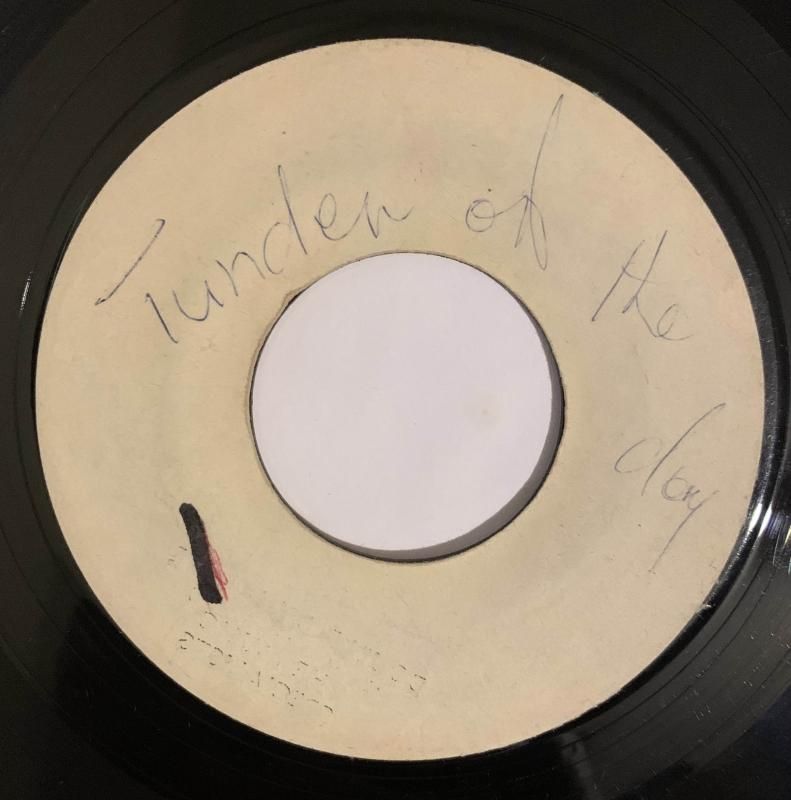 Tunder of the day